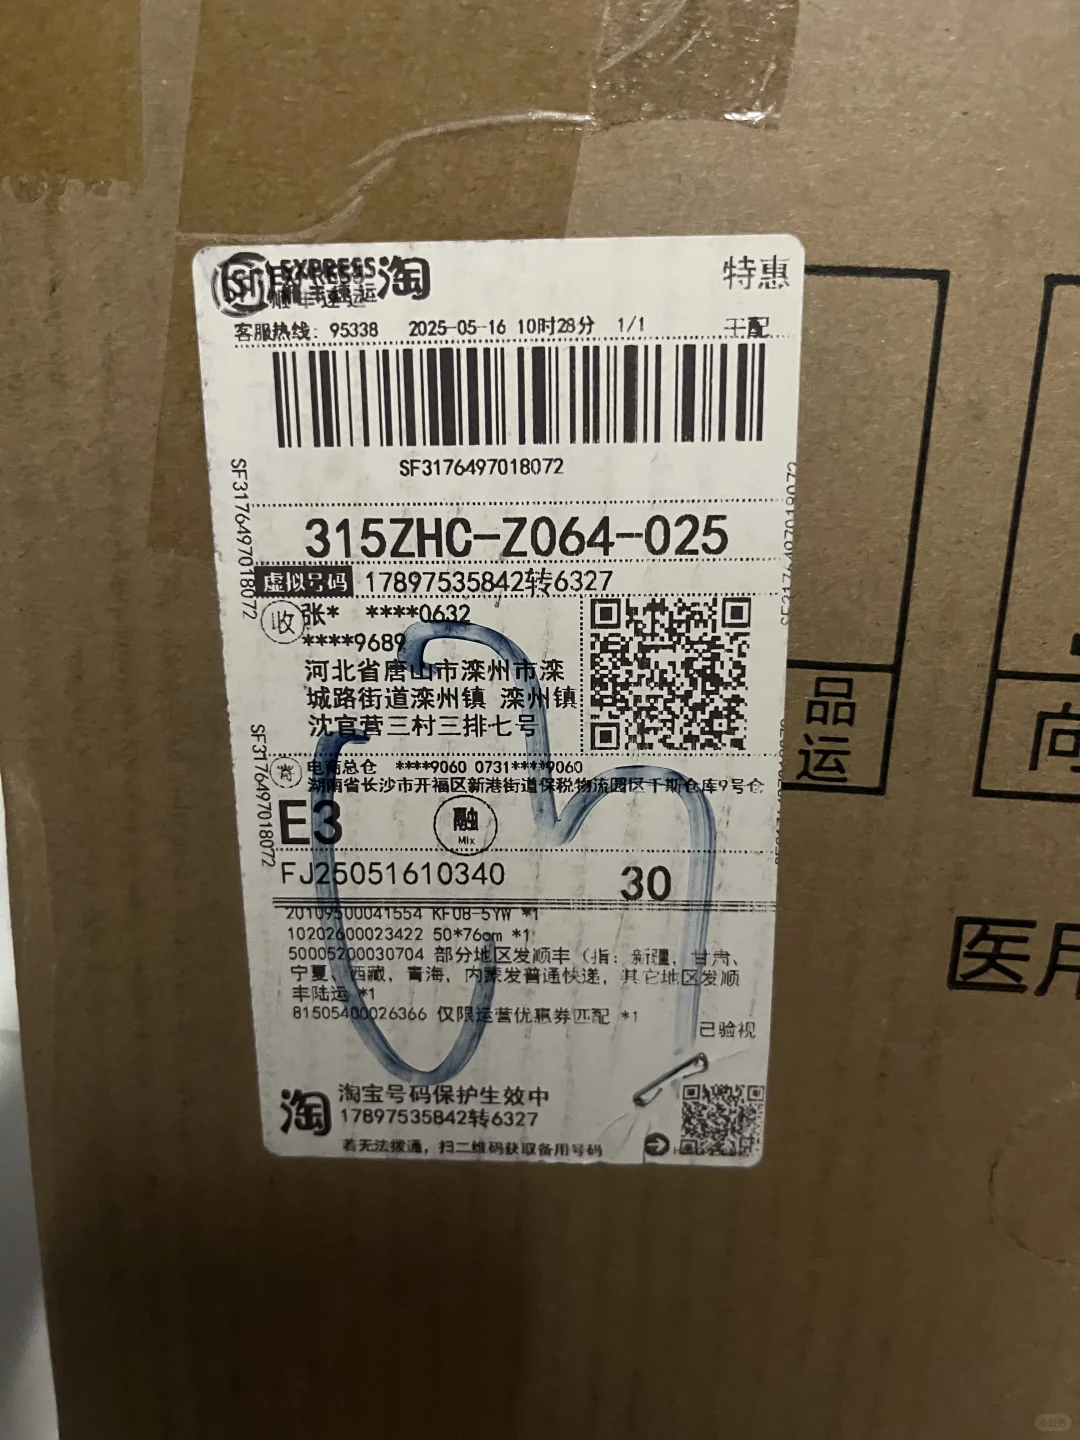 SF EXPRESS 淘 特惠
顺丰速运
客服热线: 95338 2025-05-16 10时28分 1/1
SF3176497018072
SF3176497018072
315ZHC-Z064-025
虚拟号码 17897535842转6327
收 张* ****0632
****9689
河北省唐山市滦州市滦
城路街道滦州镇 滦州镇
沈官营三村三排七号
SF3176497018072
寄 电商总仓 ****9060 0731****9060
湖南省长沙市开福区新港街道保税物流园区千斯仓库9号仓
E3 融
Mix
FJ25051610340 30
20109500041554 KF08-5YW *1
10202600023422 50*76cm *1
50005200030704 部分地区发顺丰（指: 新疆, 甘肃、
宁夏、西藏, 青海, 内蒙发普通快递, 其它地区发顺
丰陆运 *1
81505400026366 仅限运营优惠券匹配 *1
已验视
淘 淘宝号码保护生效中
17897535842转6327
若无法拨通, 扫二维码获取备用号码
品
运
向
医用
小红书